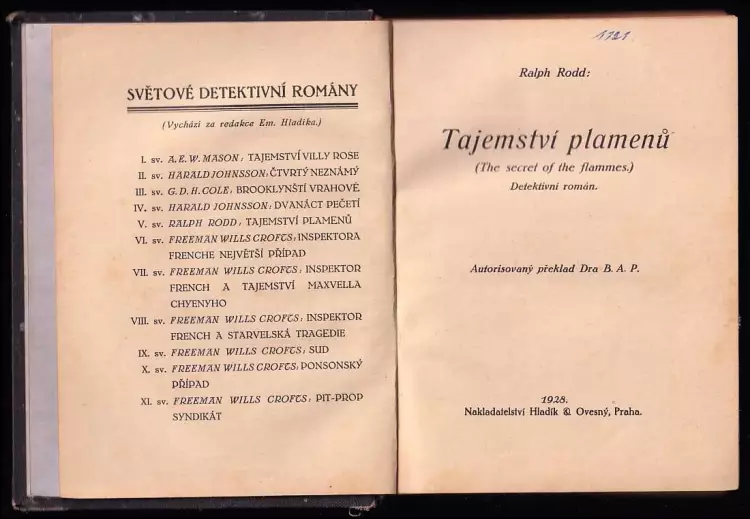 SVĚTOVÉ DETEKTIVNÍ ROMÁNY
(Vychází za redakce Em. Hladíka.)
I. sv. A. E. W. MASON: TAJEMSTVÍ VILLY ROSE
II. sv. HARALD JOHNSSON: ČTVRTÝ NEZNÁMÝ
III. sv. G. D. H. COLE: BROOKLYNŠTÍ VRAHOVÉ
IV. sv. HARALD JOHNSSON: DVANÁCT PEČETÍ
V. sv. RALPH RODD: TAJEMSTVÍ PLAMENŮ
VI. sv. FREEMAN WILLS CROFTS: INSPEKTORA
FRENCHE NEJVĚTŠÍ PŘÍPAD
VII. sv. FREEMAN WILLS CROFTS: INSPEKTOR
FRENCH A TAJEMSTVÍ MAXVELLA
CHYENYHO
VIII. sv. FREEMAN WILLS CROFTS: INSPEKTOR
FRENCH A STARVELSKÁ TRAGEDIE
IX. sv. FREEMAN WILLS CROFTS: SUD
X. sv. FREEMAN WILLS CROFTS: PONSONSKÝ
PŘÍPAD
XI. sv. FREEMAN WILLS CROFTS: PIT-PROP
SYNDIKÁT
1121
Ralph Rodd:
Tajemství plamenů
(The secret of the flammes.)
Detektivní román.
Autorisovaný překlad Dra B. A. P.
1928.
Nakladatelství Hladík & Ovesný, Praha.